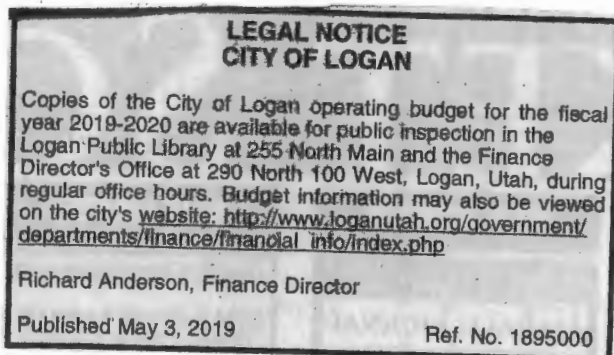 LEGAL NOTICE
CITY OF LOGAN
Copies of the City of Logan operating budget for the fiscal
year 2019-2020 are available for public inspection in the
Logan Public Library at 255 North Main and the Finance
Director's Office at 290 North 100 West, Logan, Utah, during
regular office hours. Budget information may also be viewed
on the city's website: http://www.loganutah.org/government/
departments/finance/financial_info/index.php
Richard Anderson, Finance Director
Published May 3, 2019 Ref. No. 1895000